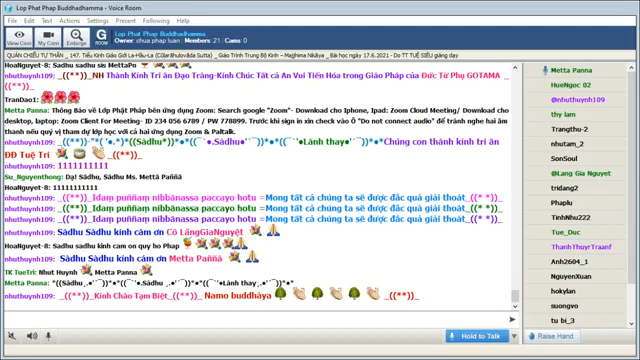 Lop Phat Phap Buddhadhamma - Voice Room
File Text Actions Settings Present Following Help
View Cam
My Cam
Enlarge
G
ROOM
Lop Phat Phap Buddhadhamma
Owner: chua phap luan : Members: 21 : Cams: 0
HoaNguyet-8: Sadhu sadhu sis MettaPn
nhuthuynh109: _((**)_NH Thành Kính Tri ân Đạo Tràng-Kính Chúc Tất cả An Vui Tiến Hóa trong Giáo Pháp của Đức Từ Phụ GOTAMA _((**))_
TranDao1:
Metta Panna: Thông Báo về Lớp Phật Pháp bên ứng dụng Zoom: Search google "Zoom"- Download cho Iphone, Ipad: Zoom Cloud Meeting/ Download cho desktop, laptop: Zoom Client For Meeting- ID 234 056 6789 / PW 778899. Trước khi sign in xin check vào Ô "Do not connect audio" để tránh nghe hai âm thanh nếu quý vị tham dự lớp học với cả hai ứng dụng Zoom & Paltalk.
nhuthuynh109: Chúng con thành kính tri ân ĐĐ Tuệ Trí _((**))_
nhuthuynh109: 1111111111
Su_Nguyenthong: Dạ! Sādhu, Sādhu Ms. Mettā Paññā
HoaNguyet-8: 11111111111
nhuthuynh109: _((**))_Idaṃ puññaṃ nibbānassa paccayo hotu =Mong tất cả chúng ta sẽ được đắc quả giải thoát_((* *))_
nhuthuynh109: _((**))_Idaṃ puññaṃ nibbānassa paccayo hotu =Mong tất cả chúng ta sẽ được đắc quả giải thoát_((* *))_
nhuthuynh109: _((**))_Idaṃ puññaṃ nibbānassa paccayo hotu =Mong tất cả chúng ta sẽ được đắc quả giải thoát_((* *))_
nhuthuynh109: Sādhu Sādhu kính cám ơn Cô LăngGiaNguyệt
HoaNguyet-8: Sadhu sadhu kinh cam on quy ho Phap
nhuthuynh109: Sādhu Sādhu kính cám ơn Mettā Paññā
TK TueTri: Nhut Huynh Metta Panna
nhuthuynh109: _((**))_Kính Chào Tạm Biệt_((**))_ Namo buddhāya _((**))_
Hold to Talk
Raise Hand
Metta Panna
HueNgoc 02
@nhuthuynh109
thy lam
Trangthu-2
nhutam_2
SonSoul
@Lang Gia Nguyet
tridang2
Phaplu
TinhNhu222
Tue_Duc
ThanhThuyrTraanf
Anh2604_1
NguyenXuan
hokylan
suongvo
tu bi_3